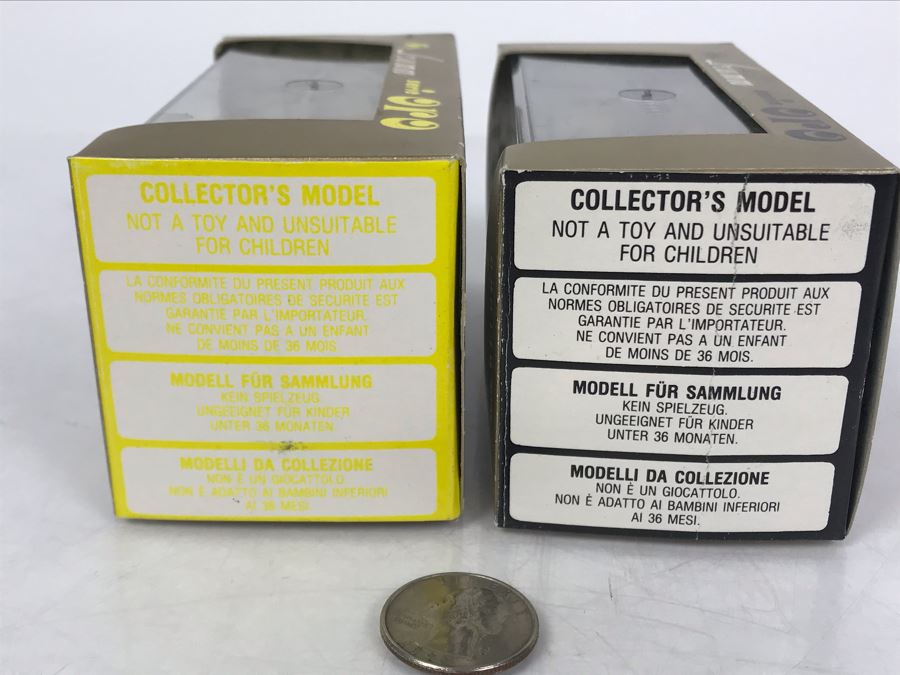 COLLECTOR'S MODEL
NOT A TOY AND UNSUITABLE
FOR CHILDREN
LA CONFORMITE DU PRESENT PRODUIT AUX
NORMES OBLIGATOIRES DE SECURITE EST
GARANTIE PAR L'IMPORTATEUR.
NE CONVIENT PAS A UN ENFANT
DE MOINS DE 36 MOIS
MODELL FÜR SAMMLUNG
KEIN SPIELZEUG.
UNGEEIGNET FÜR KINDER
UNTER 36 MONATEN.
MODELLI DA COLLEZIONE
NON È UN GIOCATTOLO.
NON È ADATTO AI BAMBINI INFERIORI
AI 36 MESI.
COLLECTOR'S MODEL
NOT A TOY AND UNSUITABLE
FOR CHILDREN
LA CONFORMITE DU PRESENT PRODUIT AUX
NORMES OBLIGATOIRES DE SECURITE EST
GARANTIE PAR L'IMPORTATEUR.
NE CONVIENT PAS A UN ENFANT
DE MOINS DE 36 MOIS.
MODELL FÜR SAMMLUNG
KEIN SPIELZEUG.
UNGEEIGNET FÜR KINDER
UNTER 36 MONATEN.
MODELLI DA COLLEZIONE
NON È UN GIOCATTOLO.
NON È ADATTO AI BAMBINI INFERIORI
AI 36 MESI.